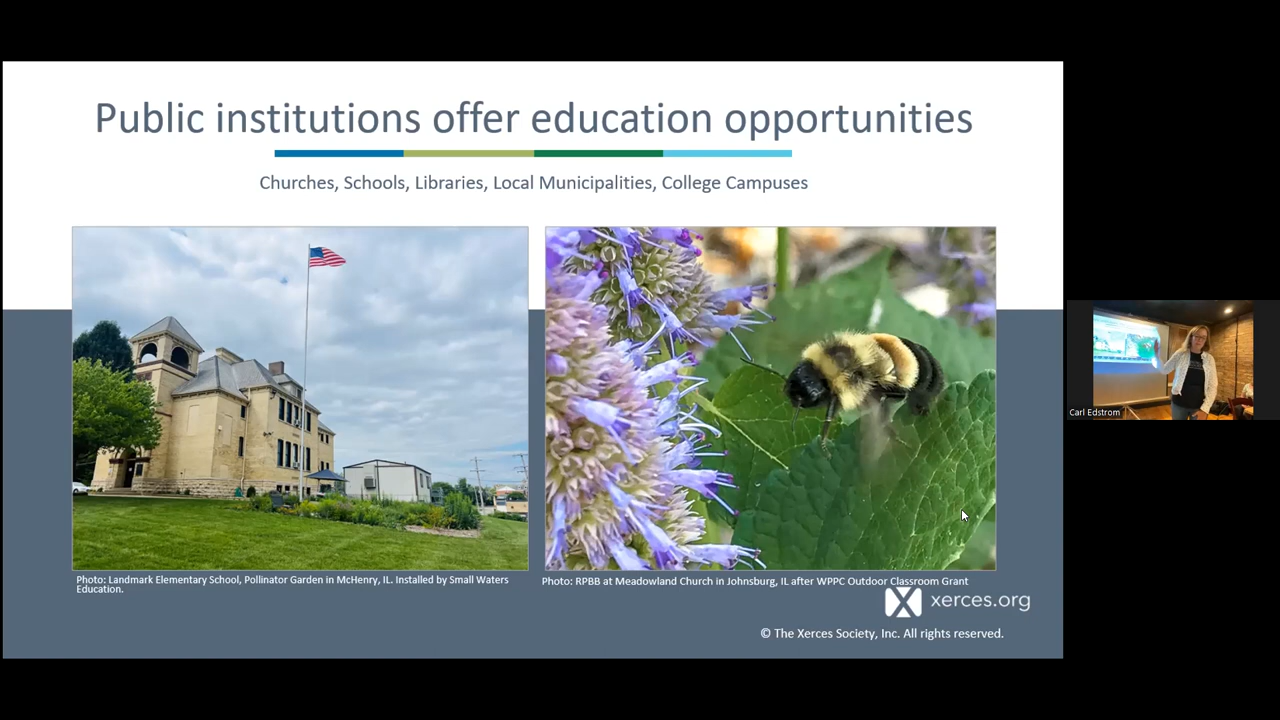 Public institutions offer education opportunities
Churches, Schools, Libraries, Local Municipalities, College Campuses
Photo: Landmark Elementary School, Pollinator Garden in McHenry, IL. Installed by Small Waters
Education.
Photo: RPBB at Meadowland Church in Johnsburg, IL after WPPC Outdoor Classroom Grant
xerces.org
© The Xerces Society, Inc. All rights reserved.
Carl Edstrom